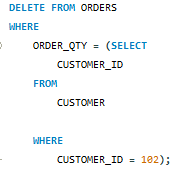 DELETE FROM ORDERS
WHERE
ORDER_QTY = (SELECT
CUSTOMER_ID
FROM
CUSTOMER
WHERE
CUSTOMER_ID = 102);